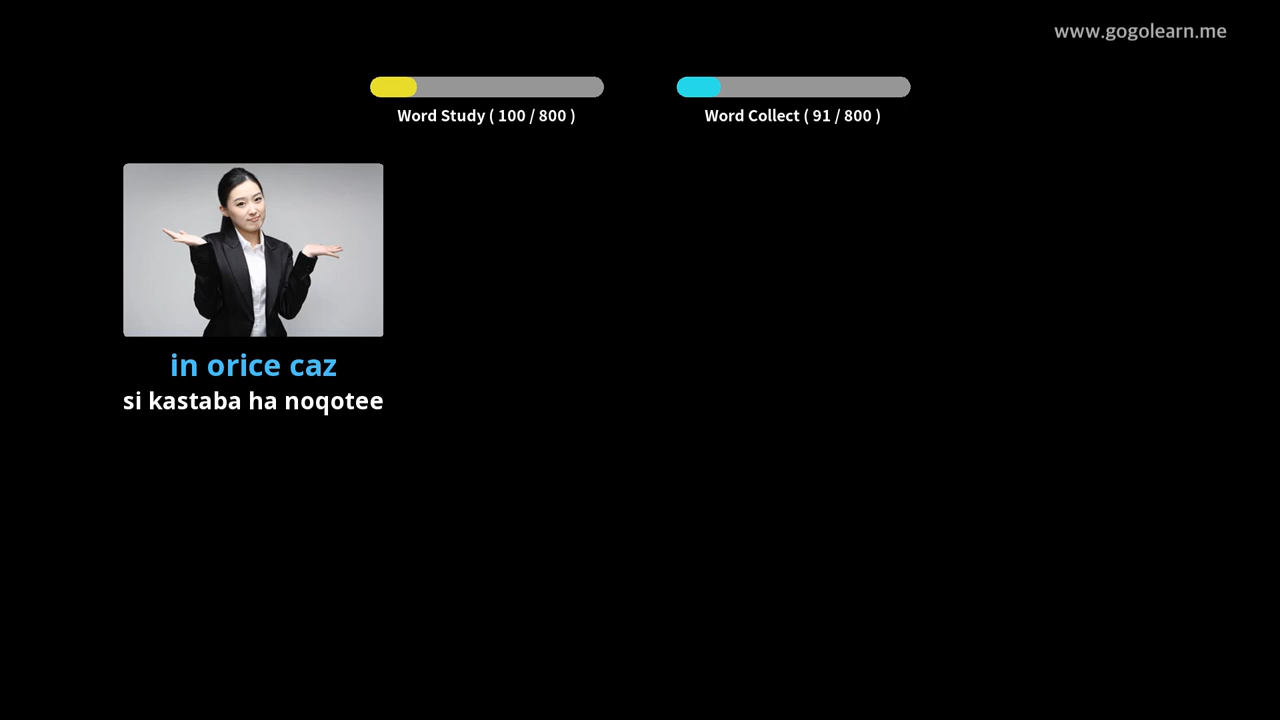 www.gogolearn.me
Word Study ( 100 / 800 )
Word Collect ( 91 / 800 )
in orice caz
si kastaba ha noqotee